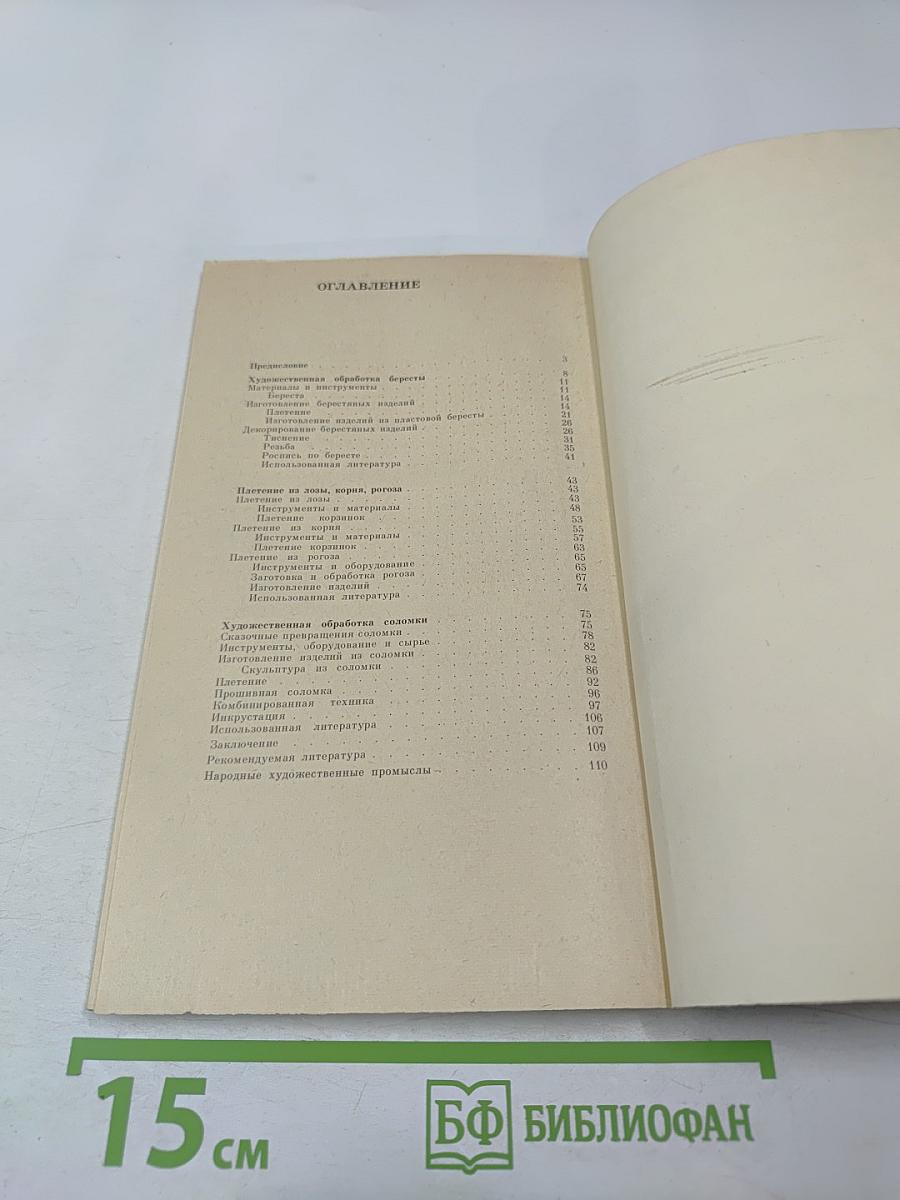 ОГЛАВЛЕНИЕ
Предисловие . . . . . . . . . . 3
Художественная обработка бересты . . . . . . . . . . 8
Материалы и инструменты . . . . . . . . . . 11
Береста . . . . . . . . . . 11
Изготовление берестяных изделий . . . . . . . . . . 14
Плетение . . . . . . . . . . 14
Изготовление изделий из пластовой бересты . . . . . . . . . . 21
Декорирование берестяных изделий . . . . . . . . . . 26
Тиснение . . . . . . . . . . 26
Резьба . . . . . . . . . . 31
Роспись по бересте . . . . . . . . . . 35
Использованная литература . . . . . . . . . . 41
Плетение из лозы, корня, рогоза . . . . . . . . . . 43
Плетение из лозы . . . . . . . . . . 43
Инструменты и материалы . . . . . . . . . . 43
Плетение корзинок . . . . . . . . . . 48
Плетение из корня . . . . . . . . . . 53
Инструменты и материалы . . . . . . . . . . 55
Плетение корзинок . . . . . . . . . . 57
Плетение из рогоза . . . . . . . . . . 63
Инструменты и оборудование . . . . . . . . . . 65
Заготовка и обработка рогоза . . . . . . . . . . 65
Изготовление изделий . . . . . . . . . . 67
Использованная литература . . . . . . . . . . 74
Художественная обработка соломки . . . . . . . . . . 75
Сказочные превращения соломки . . . . . . . . . . 75
Инструменты, оборудование и сырье . . . . . . . . . . 78
Изготовление изделий из соломки . . . . . . . . . . 82
Скульптура из соломки . . . . . . . . . . 82
Плетение . . . . . . . . . . 86
Прошивная соломка . . . . . . . . . . 92
Комбинированная техника . . . . . . . . . . 96
Инкрустация . . . . . . . . . . 97
Использованная литература . . . . . . . . . . 106
Заключение . . . . . . . . . . 107
Рекомендуемая литература . . . . . . . . . . 109
Народные художественные промыслы . . . . . . . . . . 110
15 см
БФ БИБЛИОФАН